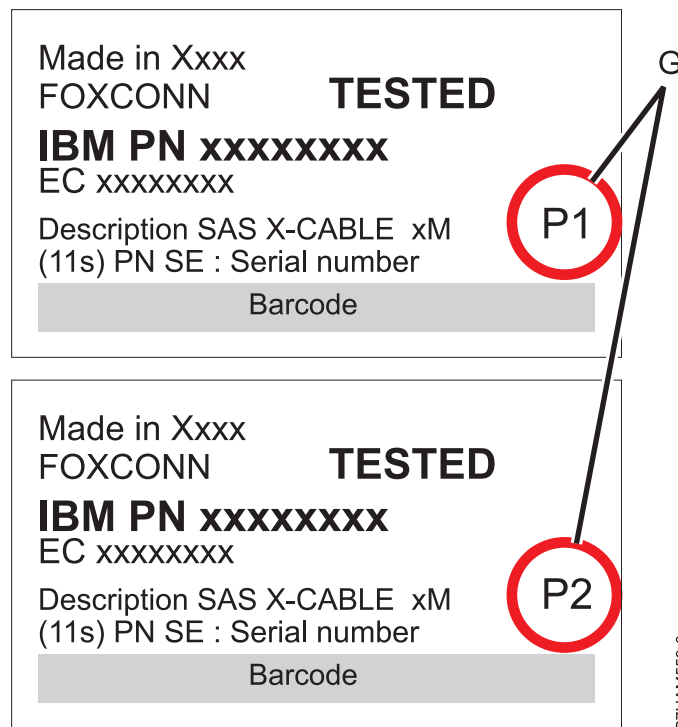 Made in Xxxx
FOXCONN TESTED
IBM PN xxxxxxxx
EC xxxxxxxx
Description SAS X-CABLE xM
(11s) PN SE : Serial number
Barcode
P1
G
Made in Xxxx
FOXCONN TESTED
IBM PN xxxxxxxx
EC xxxxxxxx
Description SAS X-CABLE xM
(11s) PN SE : Serial number
Barcode
P2